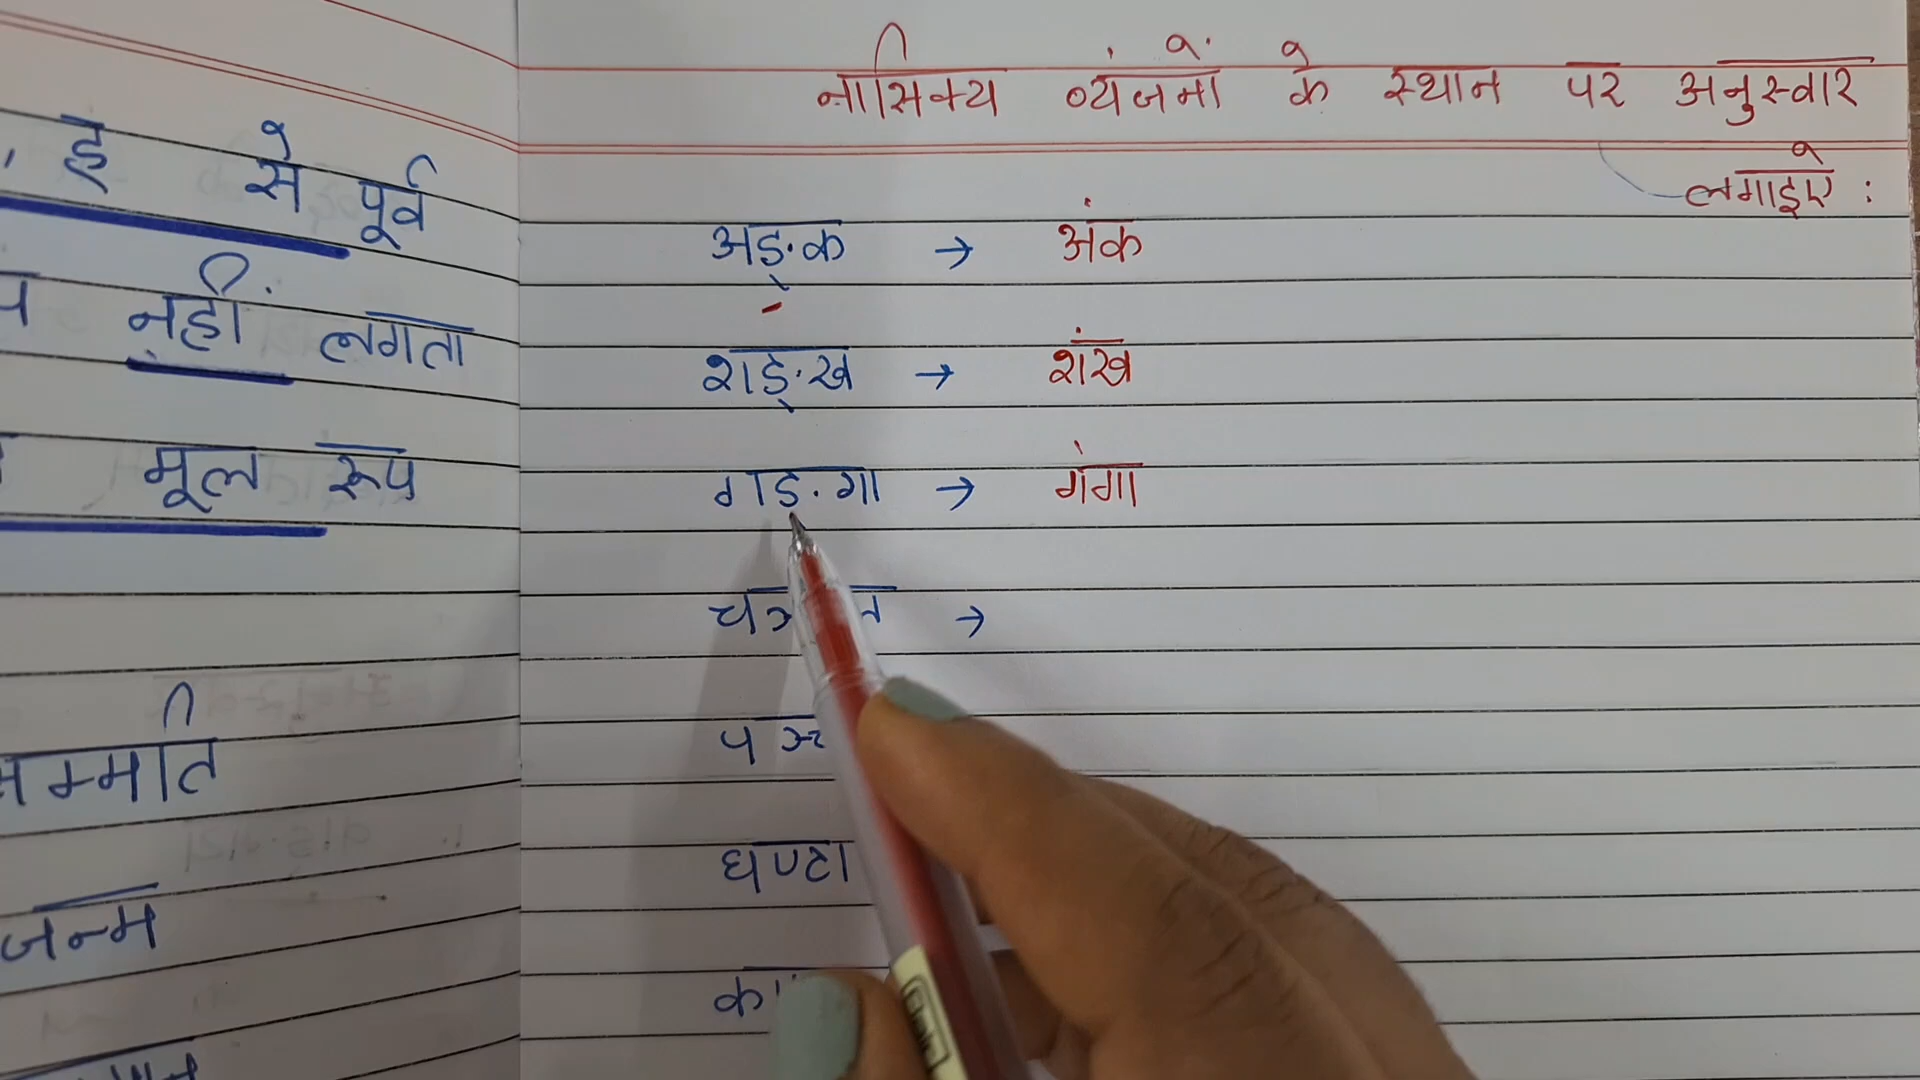 , ह से पूर्व
नहीं लगता
मूल रूप
सम्मति
जन्म
नासिक्य व्यंजनों के स्थान पर अनुस्वार
लगाइए :
अङ्क → अंक
शङ्ख → शंख
गङ्गा → गंगा
→
घण्टा